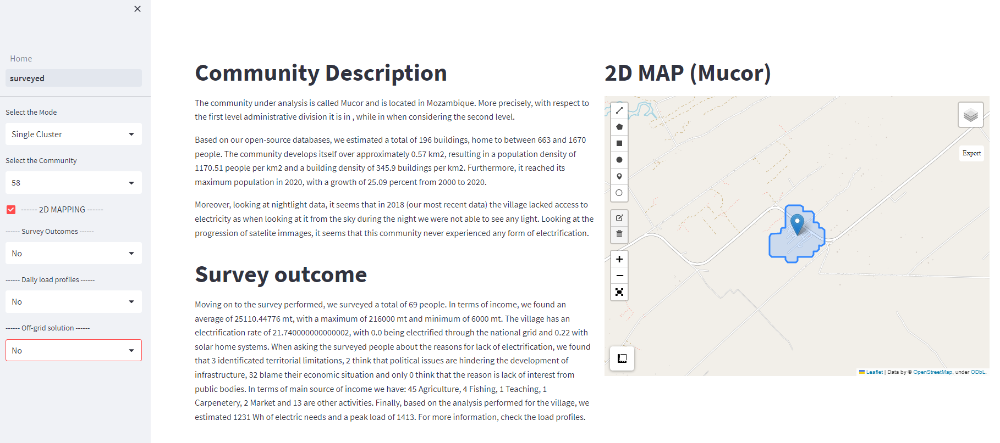 Home
surveyed
Select the Mode
Single Cluster
Select the Community
58
------ 2D MAPPING ------
------ Survey Outcomes ------
No
------ Daily load profiles ------
No
------ Off-grid solution ------
No
Community Description
The community under analysis is called Mucor and is located in Mozambique. More precisely, with respect to
the first level administrative division it is in , while in when considering the second level.
Based on our open-source databases, we estimated a total of 196 buildings, home to between 663 and 1670
people. The community develops itself over approximately 0.57 km2, resulting in a population density of
1170.51 people per km2 and a building density of 345.9 buildings per km2. Furthermore, it reached its
maximum population in 2020, with a growth of 25.09 percent from 2000 to 2020.
Moreover, looking at nightlight data, it seems that in 2018 (our most recent data) the village lacked access to
electricity as when looking at it from the sky during the night we were not able to see any light. Looking at the
progression of satelite immages, it seems that this community never experienced any form of electrification.
Survey outcome
Moving on to the survey performed, we surveyed a total of 69 people. In terms of income, we found an
average of 25110.44776 mt, with a maximum of 216000 mt and minimum of 6000 mt. The village has an
electrification rate of 21.740000000000002, with 0.0 being electrified through the national grid and 0.22 with
solar home systems. When asking the surveyed people about the reasons for lack of electrification, we found
that 3 identificated territorial limitations, 2 think that political issues are hindering the development of
infrastructure, 32 blame their economic situation and only 0 think that the reason is lack of interest from
public bodies. In terms of main source of income we have: 45 Agriculture, 4 Fishing, 1 Teaching, 1
Carpenetery, 2 Market and 13 are other activities. Finally, based on the analysis performed for the village, we
estimated 1231 Wh of electric needs and a peak load of 1413. For more information, check the load profiles.
2D MAP (Mucor)
+
−
Export
Leaflet | Data by © OpenStreetMap, under ODbL.